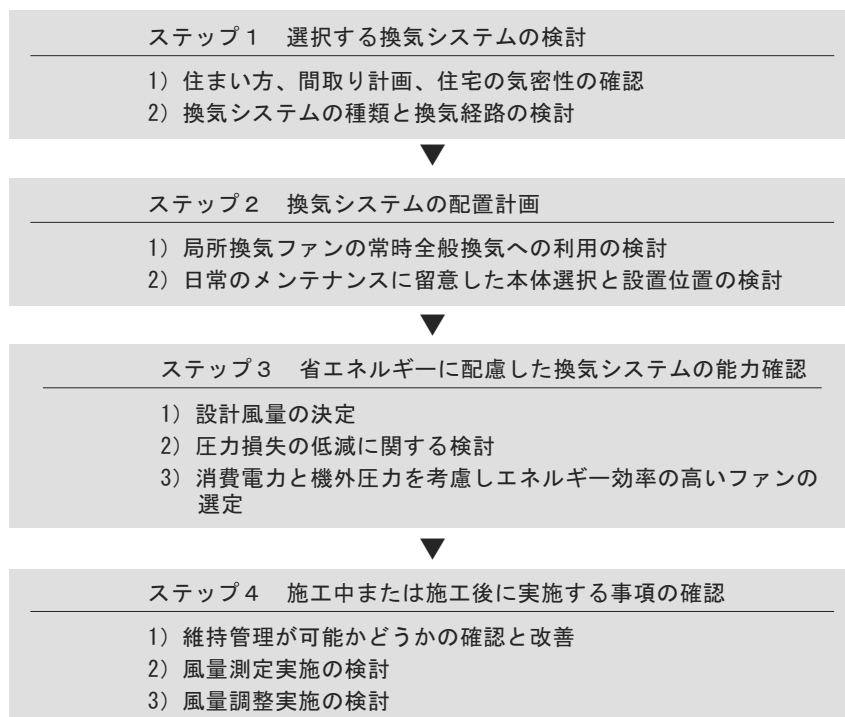 ステップ１　選択する換気システムの検討
1) 住まい方、間取り計画、住宅の気密性の確認
2) 換気システムの種類と換気経路の検討
▼
ステップ２　換気システムの配置計画
1) 局所換気ファンの常時全般換気への利用の検討
2) 日常のメンテナンスに留意した本体選択と設置位置の検討
▼
ステップ３　省エネルギーに配慮した換気システムの能力確認
1) 設計風量の決定
2) 圧力損失の低減に関する検討
3) 消費電力と機外圧力を考慮しエネルギー効率の高いファンの
選定
▼
ステップ４　施工中または施工後に実施する事項の確認
1) 維持管理が可能かどうかの確認と改善
2) 風量測定実施の検討
3) 風量調整実施の検討